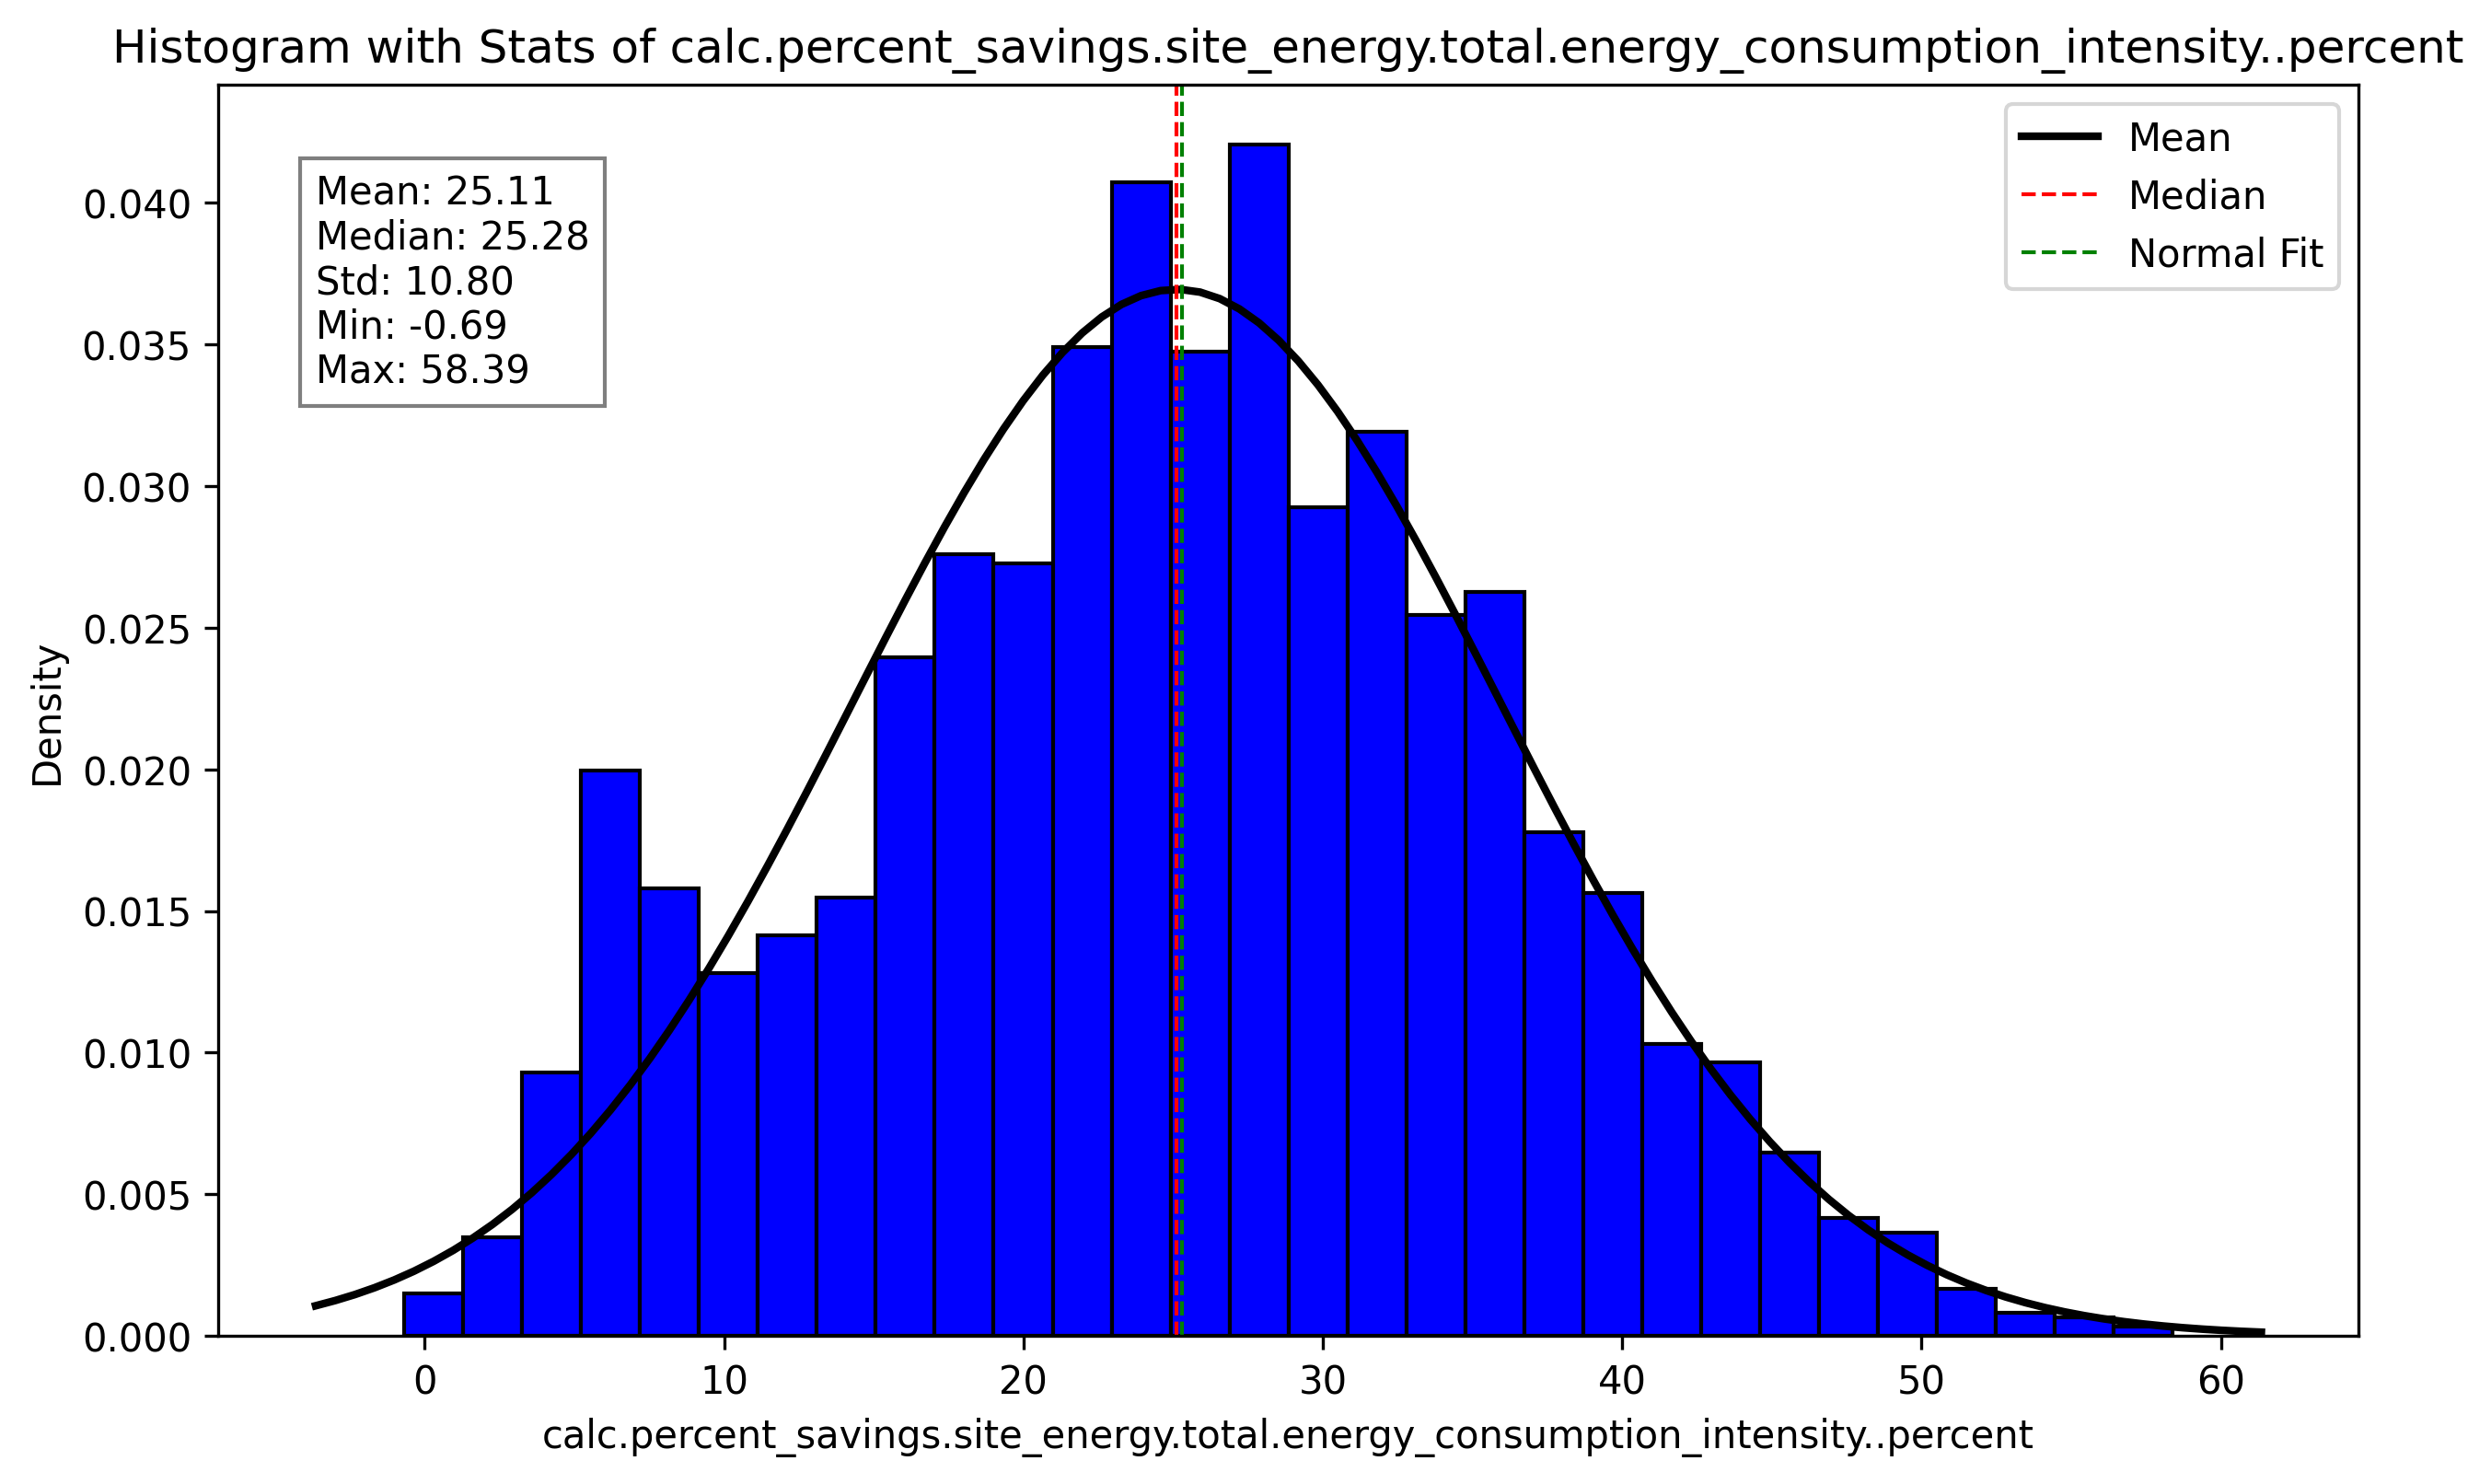 Histogram with Stats of calc.percent_savings.site_energy.total.energy_consumption_intensity..percent
Mean: 25.11
Median: 25.28
Std: 10.80
Min: -0.69
Max: 58.39
Mean
Median
Normal Fit
Density
0.040
0.035
0.030
0.025
0.020
0.015
0.010
0.005
0.000
0
10
20
30
40
50
60
calc.percent_savings.site_energy.total.energy_consumption_intensity..percent